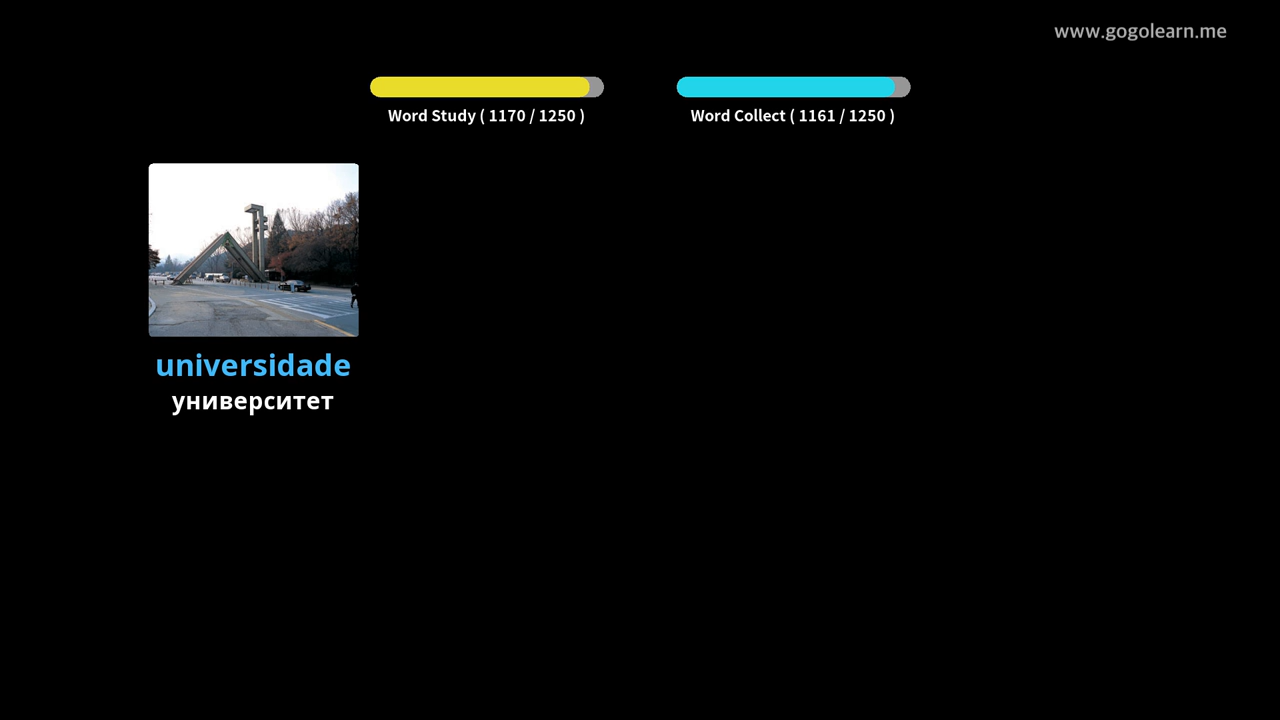 www.gogolearn.me
Word Study ( 1170 / 1250 )
Word Collect ( 1161 / 1250 )
universidade
университет